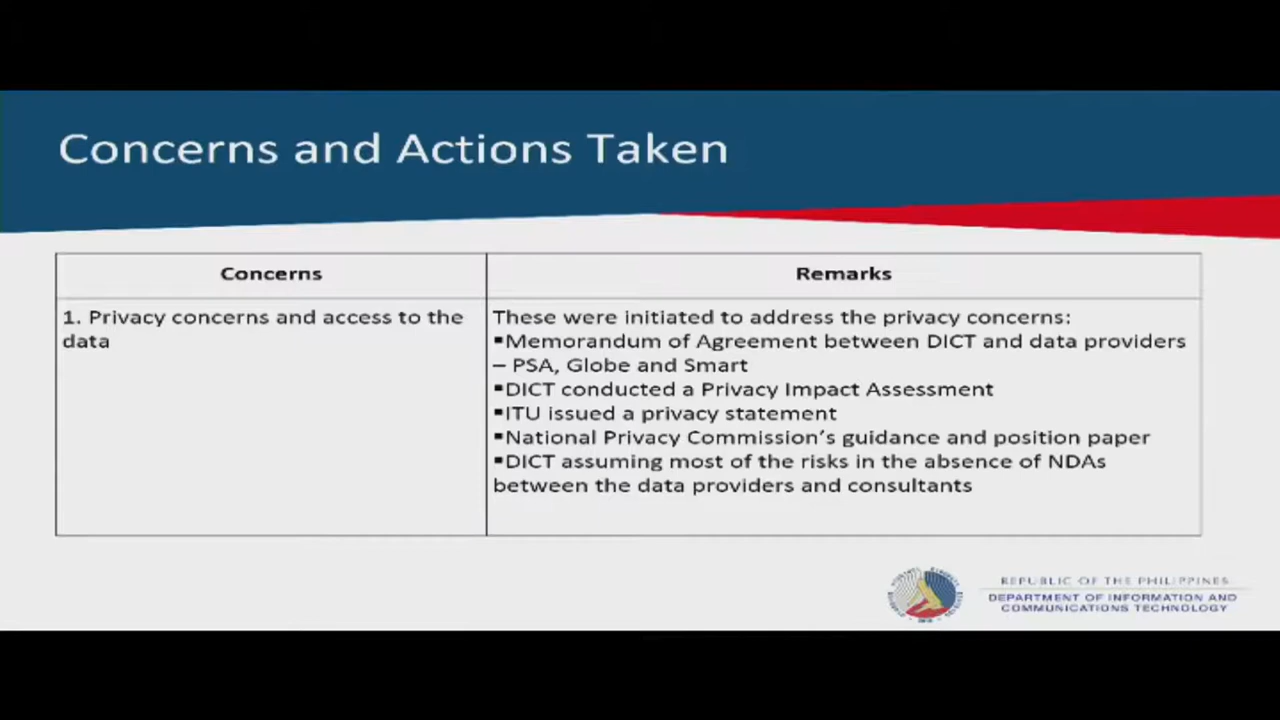 Concerns and Actions Taken
Concerns
Remarks
1. Privacy concerns and access to the
data
These were initiated to address the privacy concerns:
▪Memorandum of Agreement between DICT and data providers
– PSA, Globe and Smart
▪DICT conducted a Privacy Impact Assessment
▪ITU issued a privacy statement
▪National Privacy Commission's guidance and position paper
▪DICT assuming most of the risks in the absence of NDAs
between the data providers and consultants
REPUBLIC OF THE PHILIPPINES
DEPARTMENT OF INFORMATION AND
COMMUNICATIONS TECHNOLOGY